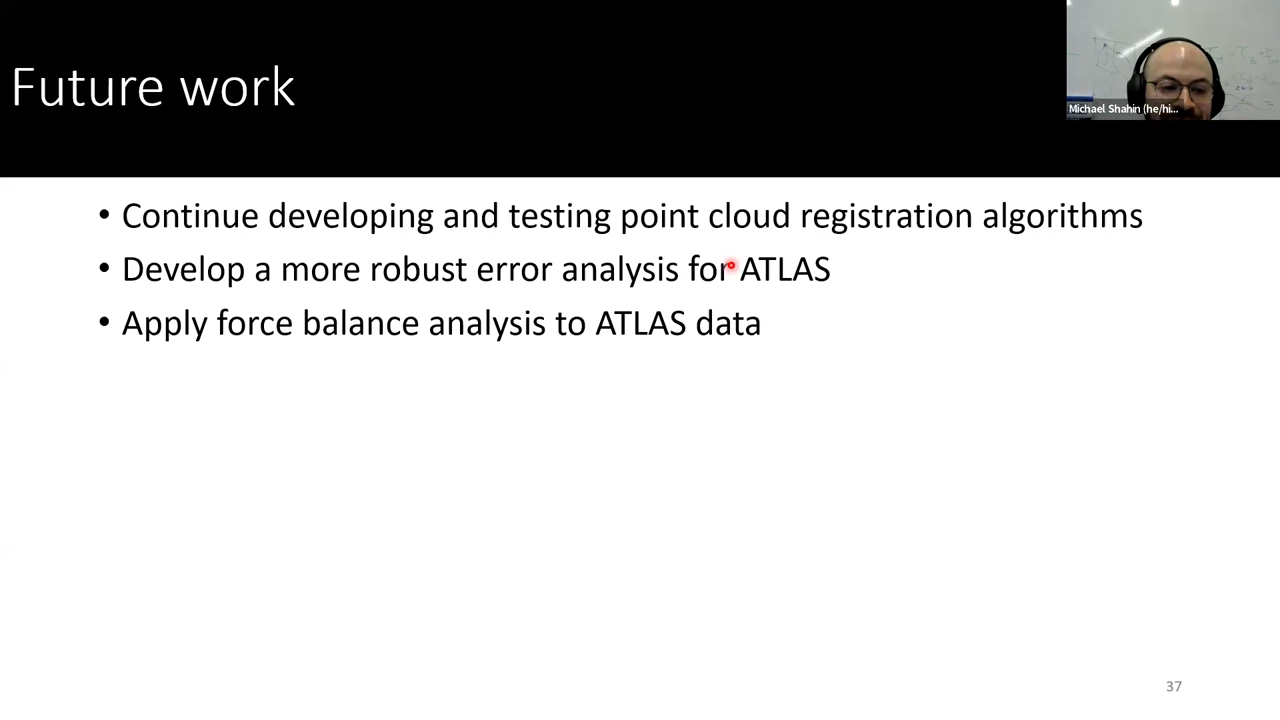 Future work
Michael Shahin (he/hi...
• Continue developing and testing point cloud registration algorithms
• Develop a more robust error analysis for ATLAS
• Apply force balance analysis to ATLAS data
37